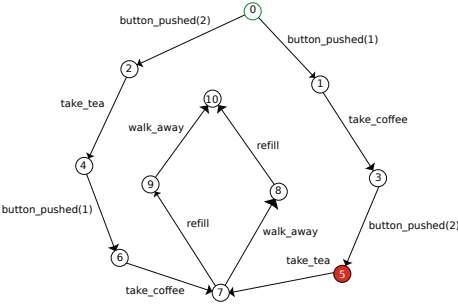 0
button_pushed(2)
button_pushed(1)
2
1
10
take_tea
take_coffee
walk_away
refill
4
3
9
8
button_pushed(1)
refill
button_pushed(2)
walk_away
6
take_tea
5
take_coffee
7